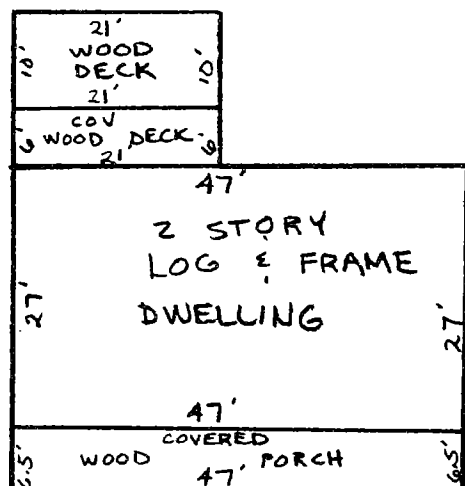 21'
WOOD
10' DECK 10'
21'
COV
6' WOOD DECK 6'
21'
47'
2 STORY
LOG & FRAME
27' DWELLING 27'
47'
COVERED
6.5' WOOD PORCH 6.5'
47'